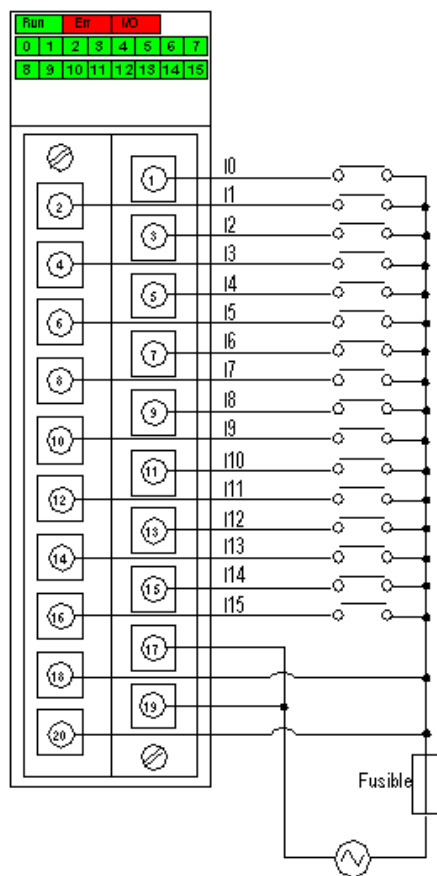 Run Err I/O
0 1 2 3 4 5 6 7
8 9 10 11 12 13 14 15
1 I0
2 I1
3 I2
4 I3
5 I4
6 I5
7 I6
8 I7
9 I8
10 I9
11 I10
12 I11
13 I12
14 I13
15 I14
16 I15
17
18
19
20
Fusible